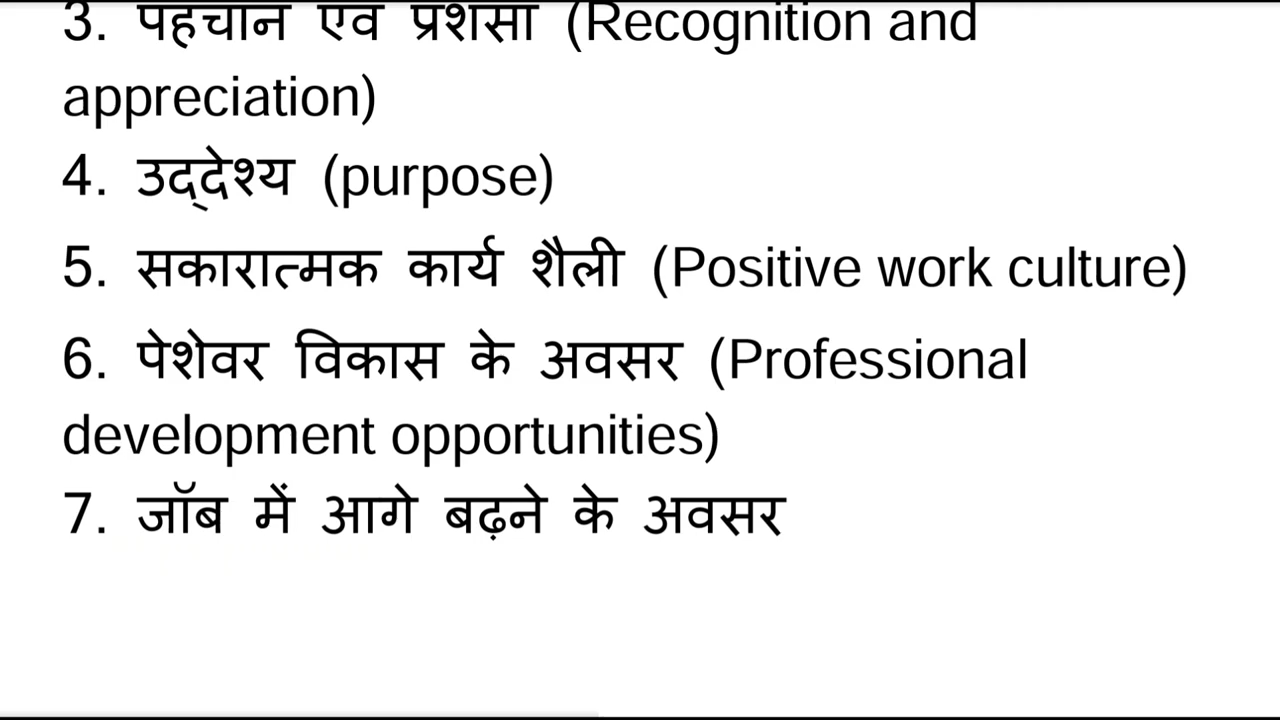 3. पहचान एवं प्रशंसा (Recognition and
appreciation)
4. उद्देश्य (purpose)
5. सकारात्मक कार्य शैली (Positive work culture)
6. पेशेवर विकास के अवसर (Professional
development opportunities)
7. जॉब में आगे बढ़ने के अवसर